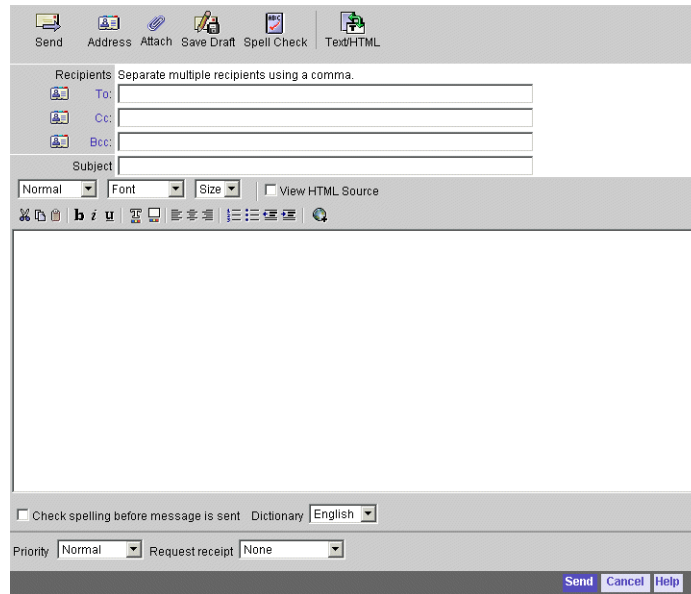 Send Address Attach Save Draft Spell Check Text/HTML
Recipients Separate multiple recipients using a comma.
To:
Cc:
Bcc:
Subject
Normal Font Size View HTML Source
b i u
Check spelling before message is sent Dictionary English
Priority Normal Request receipt None
Send Cancel Help